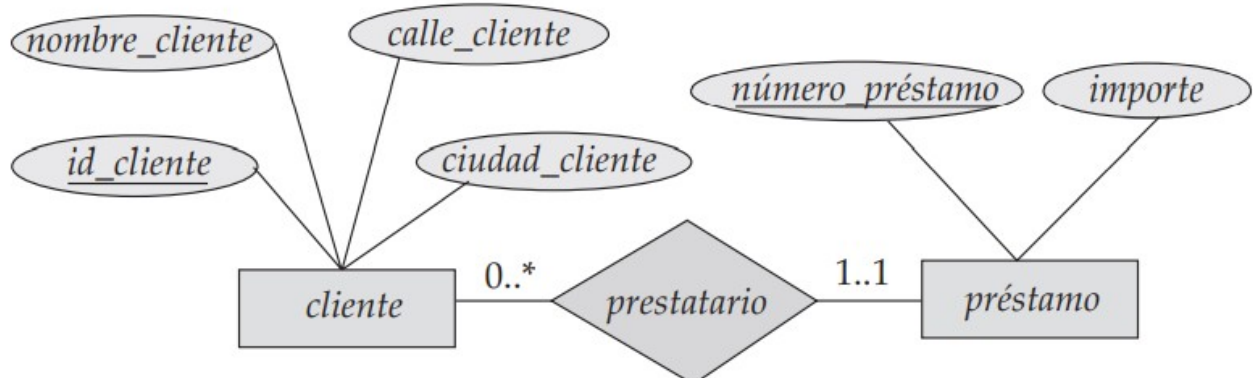 nombre_cliente
calle_cliente
número_préstamo
importe
id_cliente
ciudad_cliente
cliente
0..*
prestatario
1..1
préstamo